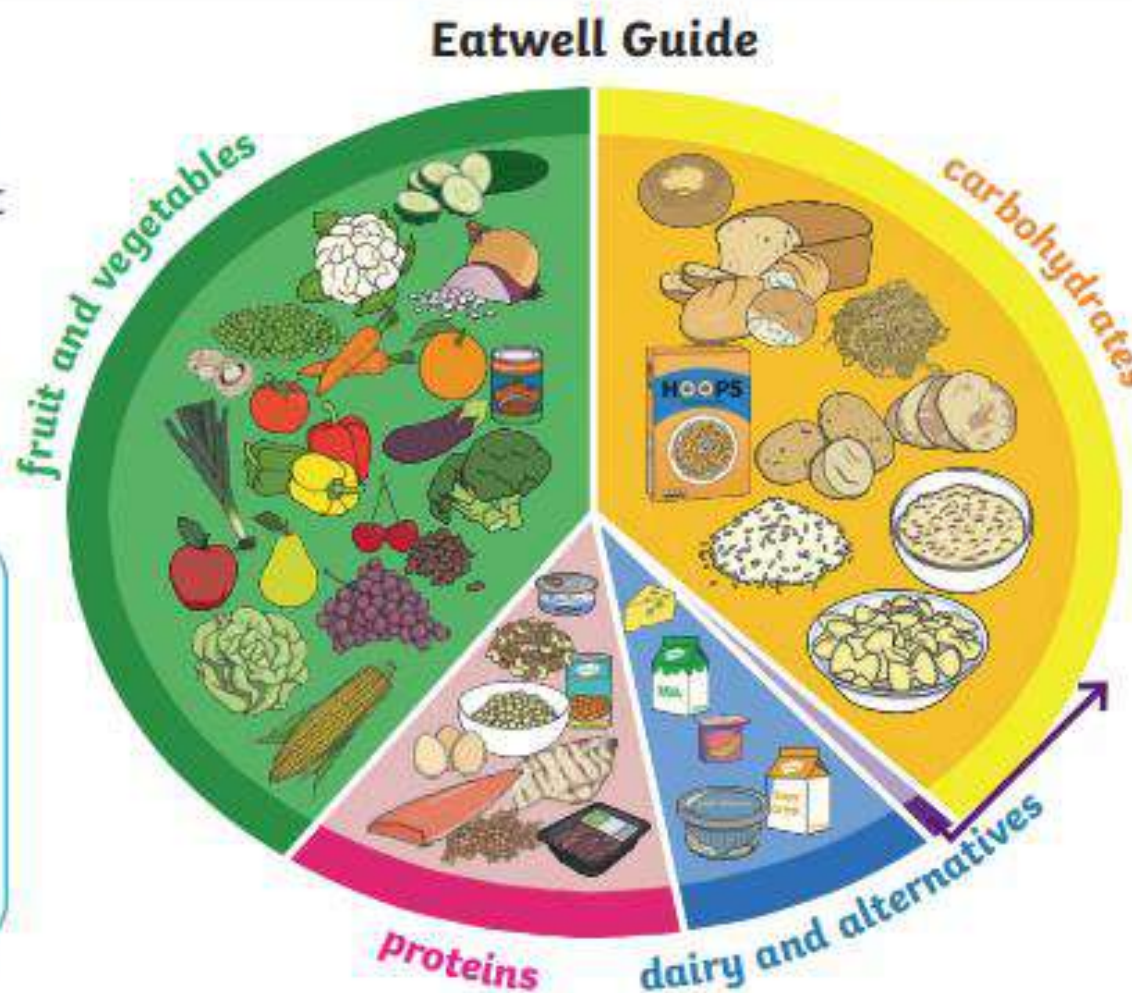 Eatwell Guide
fruit and vegetables
carbohydrates
HOOPS
Milk
proteins
dairy and alternatives